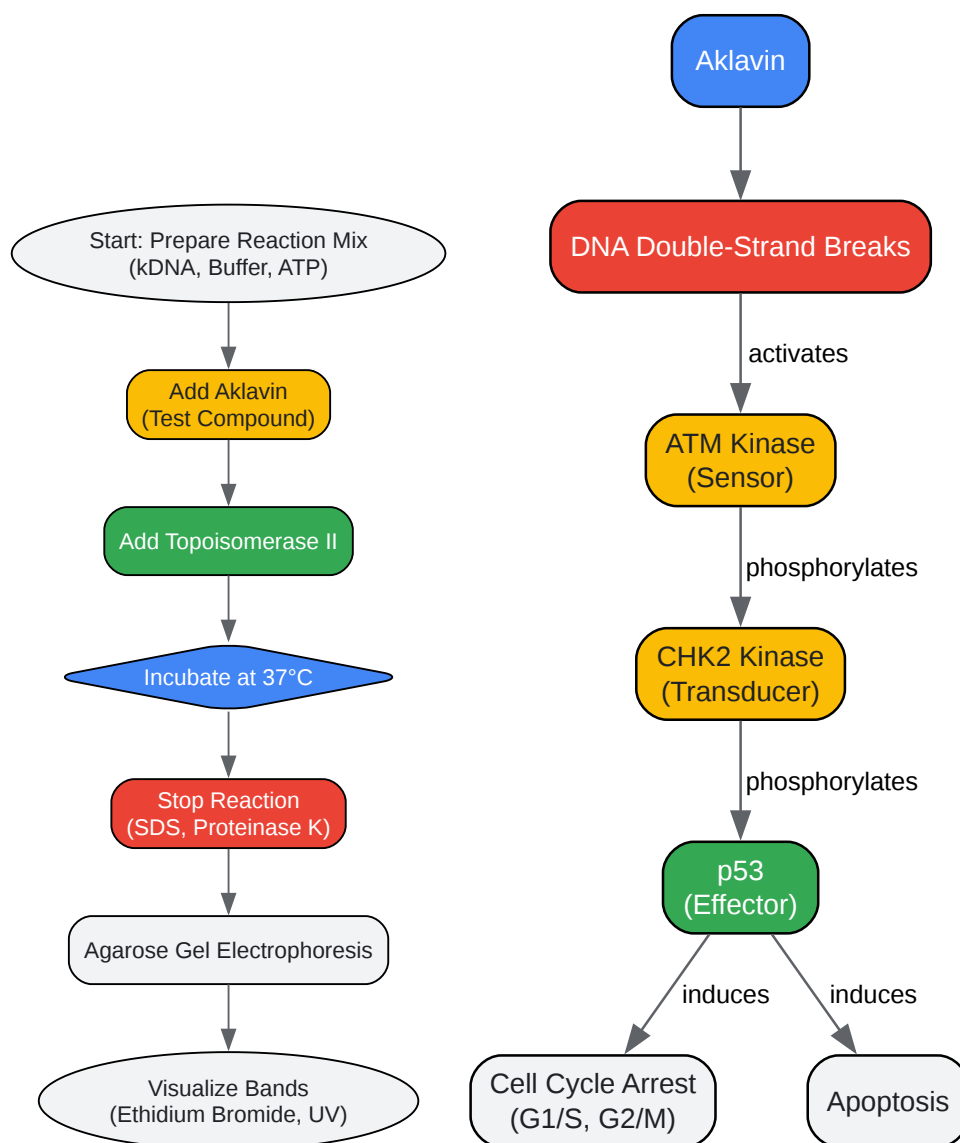 Start: Prepare Reaction Mix
(kDNA, Buffer, ATP)
Add Aklavin
(Test Compound)
Add Topoisomerase II
Incubate at 37°C
Stop Reaction
(SDS, Proteinase K)
Agarose Gel Electrophoresis
Visualize Bands
(Ethidium Bromide, UV)
Aklavin
DNA Double-Strand Breaks
activates
ATM Kinase
(Sensor)
phosphorylates
CHK2 Kinase
(Transducer)
phosphorylates
p53
(Effector)
induces
induces
Cell Cycle Arrest
(G1/S, G2/M)
Apoptosis